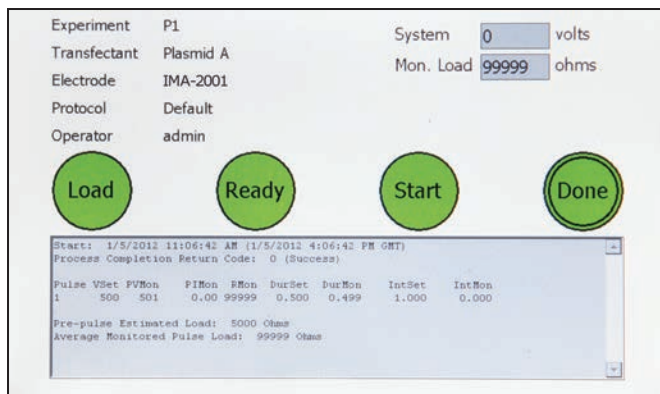 Experiment P1
System 0 volts
Transfectant Plasmid A
Mon. Load 99999 ohms
Electrode IMA-2001
Protocol Default
Operator admin
Load Ready Start Done
Start: 1/5/2012 11:06:42 AM (1/5/2012 4:06:42 PM GMT)
Process Completion Return Code: 0 (Success)
Pulse VSet PVMon PIMon RMon DurSet DurMon IntSet IntMon
1 500 501 0.00 99999 0.500 0.499 1.000 0.000
Pre-pulse Estimated Load: 5000 Ohms
Average Monitored Pulse Load: 99999 Ohms